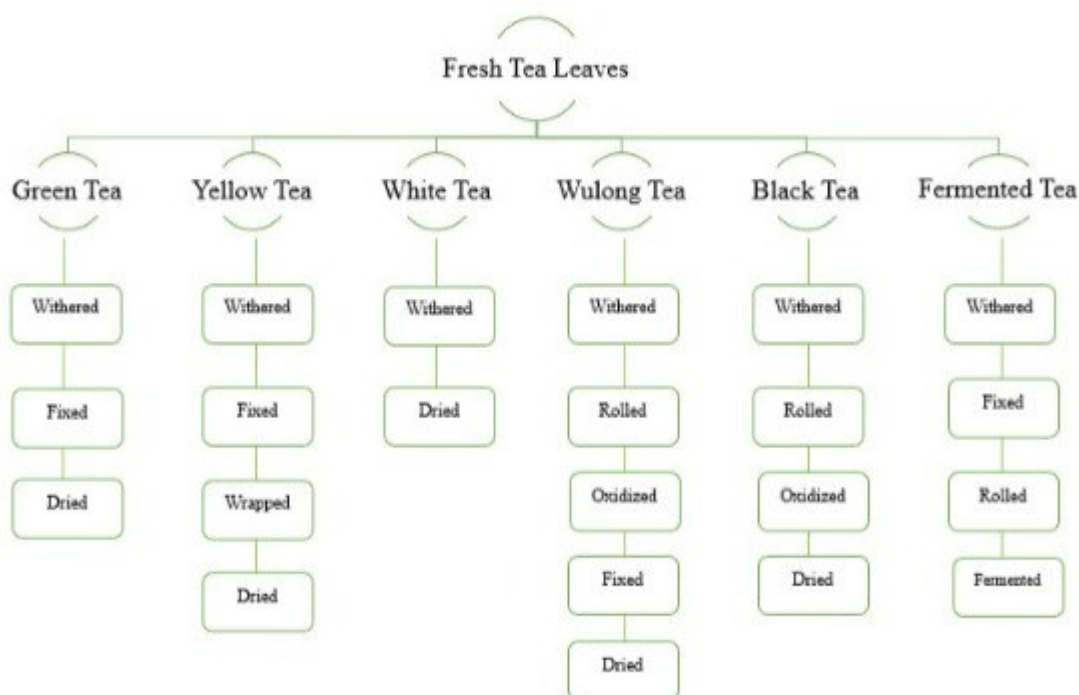 Fresh Tea Leaves
Green Tea
Yellow Tea
White Tea
Wulong Tea
Black Tea
Fermented Tea
Withered
Withered
Withered
Withered
Withered
Withered
Fixed
Fixed
Dried
Rolled
Rolled
Fixed
Dried
Wrapped
Oxidized
Oxidized
Rolled
Dried
Fixed
Dried
Fermented
Dried